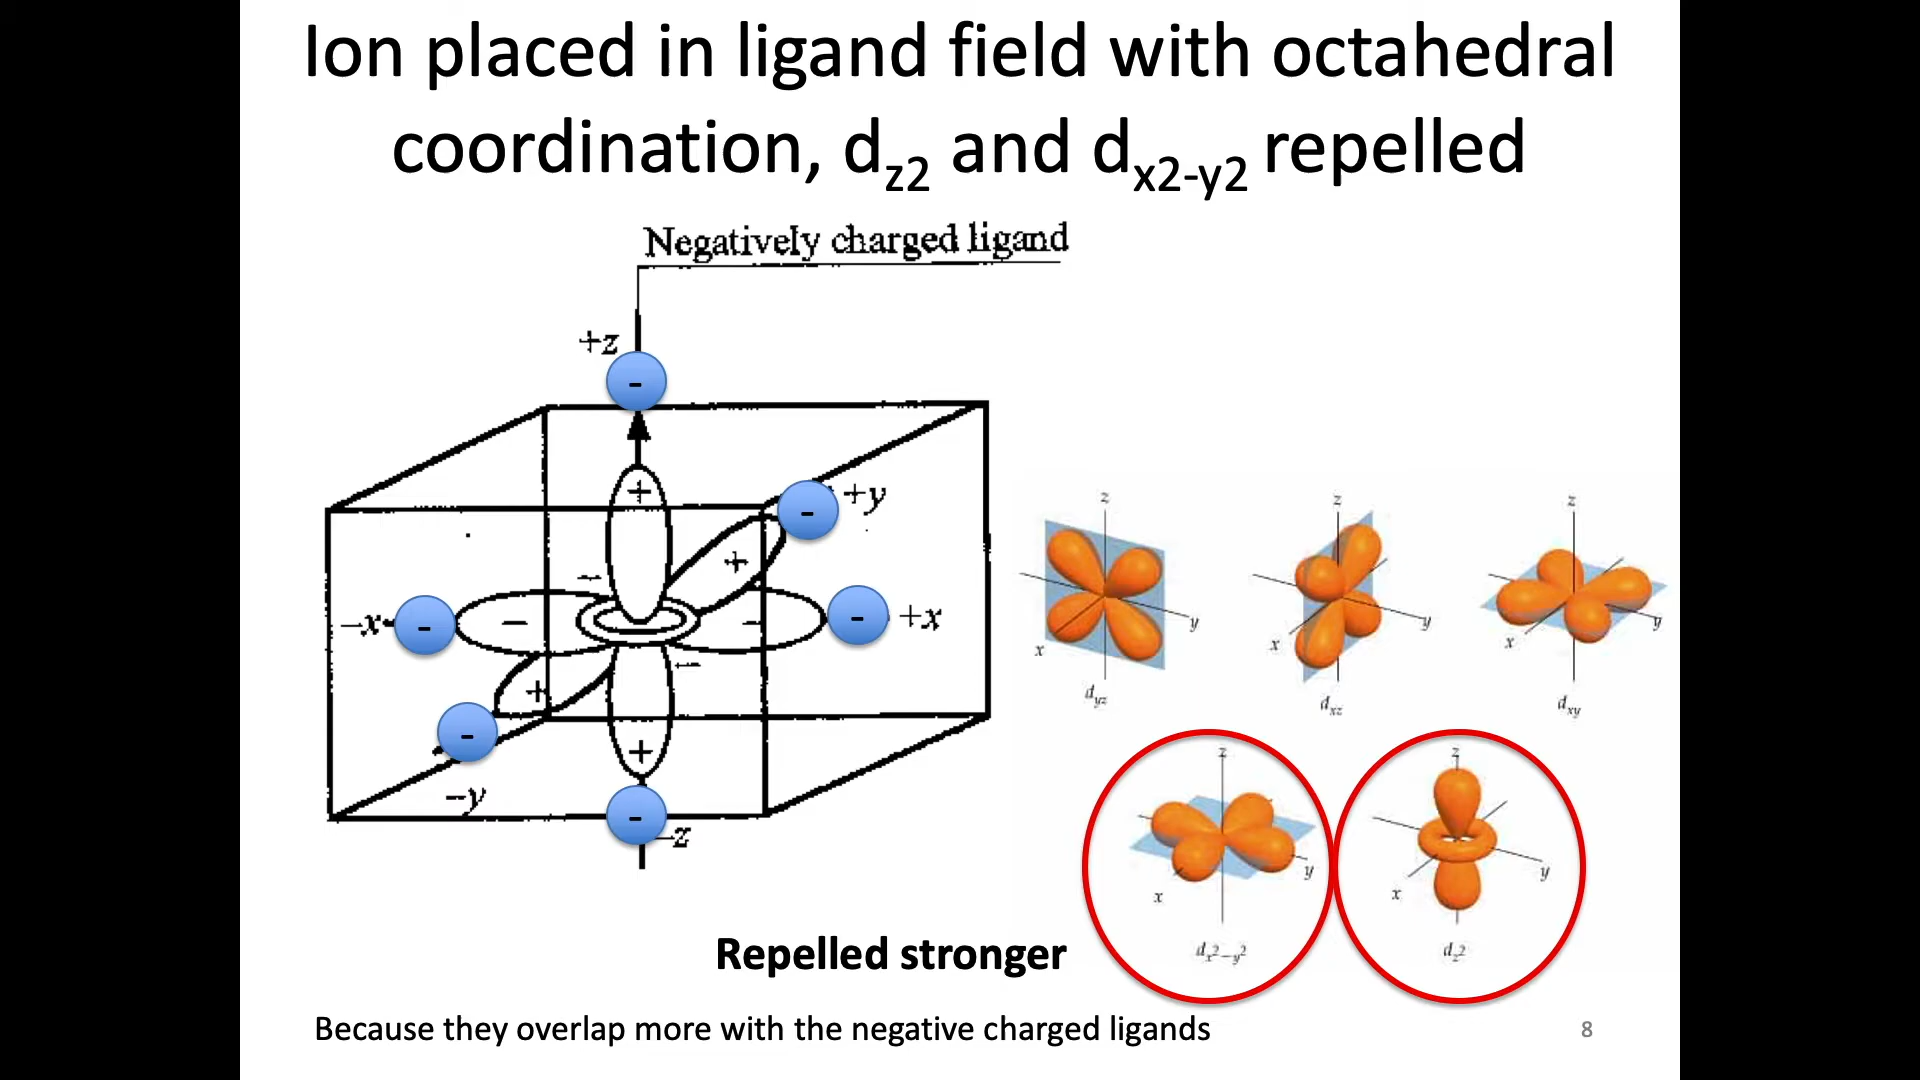 Ion placed in ligand field with octahedral
coordination, dz2 and dx2-y2 repelled
Negatively charged ligand
+z
-
+
-
+y
+
−
-x
-
−
−
-
+x
−
+
-
+
-y
-
-z
z
y
x
dyz
z
y
x
dxz
z
y
x
dxy
z
y
x
dx2−y2
z
y
x
dz2
Repelled stronger
Because they overlap more with the negative charged ligands
8